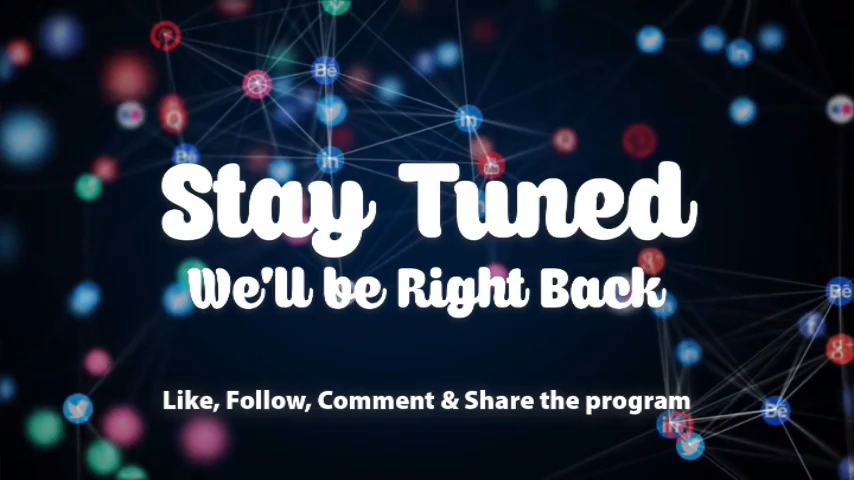 Stay Tuned
We'll be Right Back
Like, Follow, Comment & Share the program